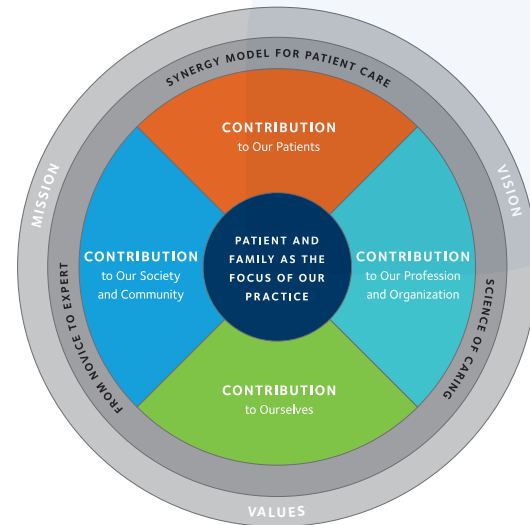 SYNERGY MODEL FOR PATIENT CARE
MISSION
VISION
CONTRIBUTION
to Our Patients
CONTRIBUTION
to Our Society
and Community
PATIENT AND
FAMILY AS THE
FOCUS OF OUR
PRACTICE
CONTRIBUTION
to Our Profession
and Organization
FROM NOVICE TO EXPERT
SCIENCE OF CARING
CONTRIBUTION
to Ourselves
VALUES